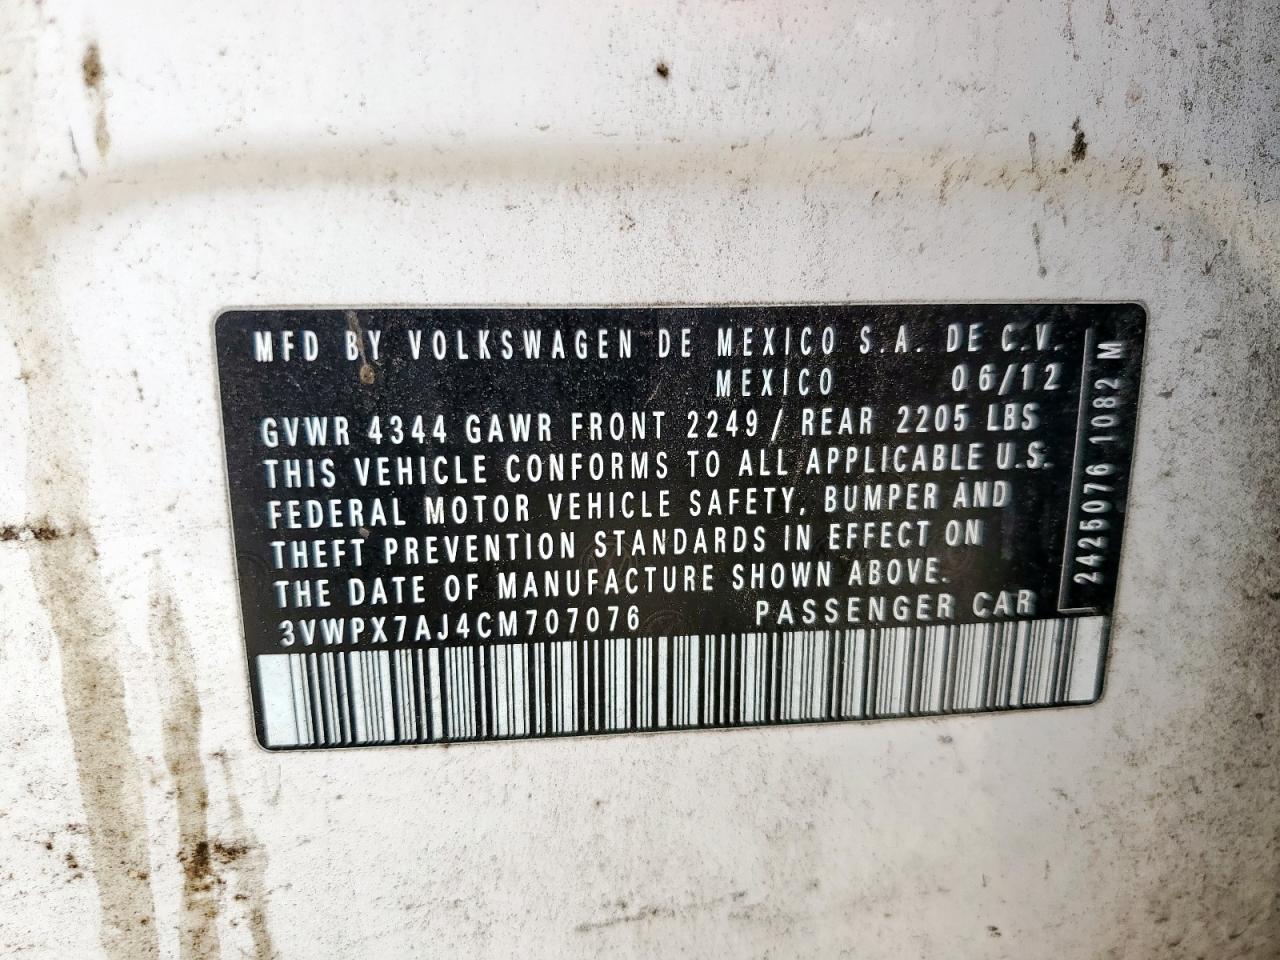 MFD BY VOLKSWAGEN DE MEXICO S.A. DE C.V.
MEXICO 06/12
GVWR 4344 GAWR FRONT 2249 / REAR 2205 LBS
THIS VEHICLE CONFORMS TO ALL APPLICABLE U.S.
FEDERAL MOTOR VEHICLE SAFETY, BUMPER AND
THEFT PREVENTION STANDARDS IN EFFECT ON
THE DATE OF MANUFACTURE SHOWN ABOVE.
3VWPX7AJ4CM707076 PASSENGER CAR
2425076 1082 M